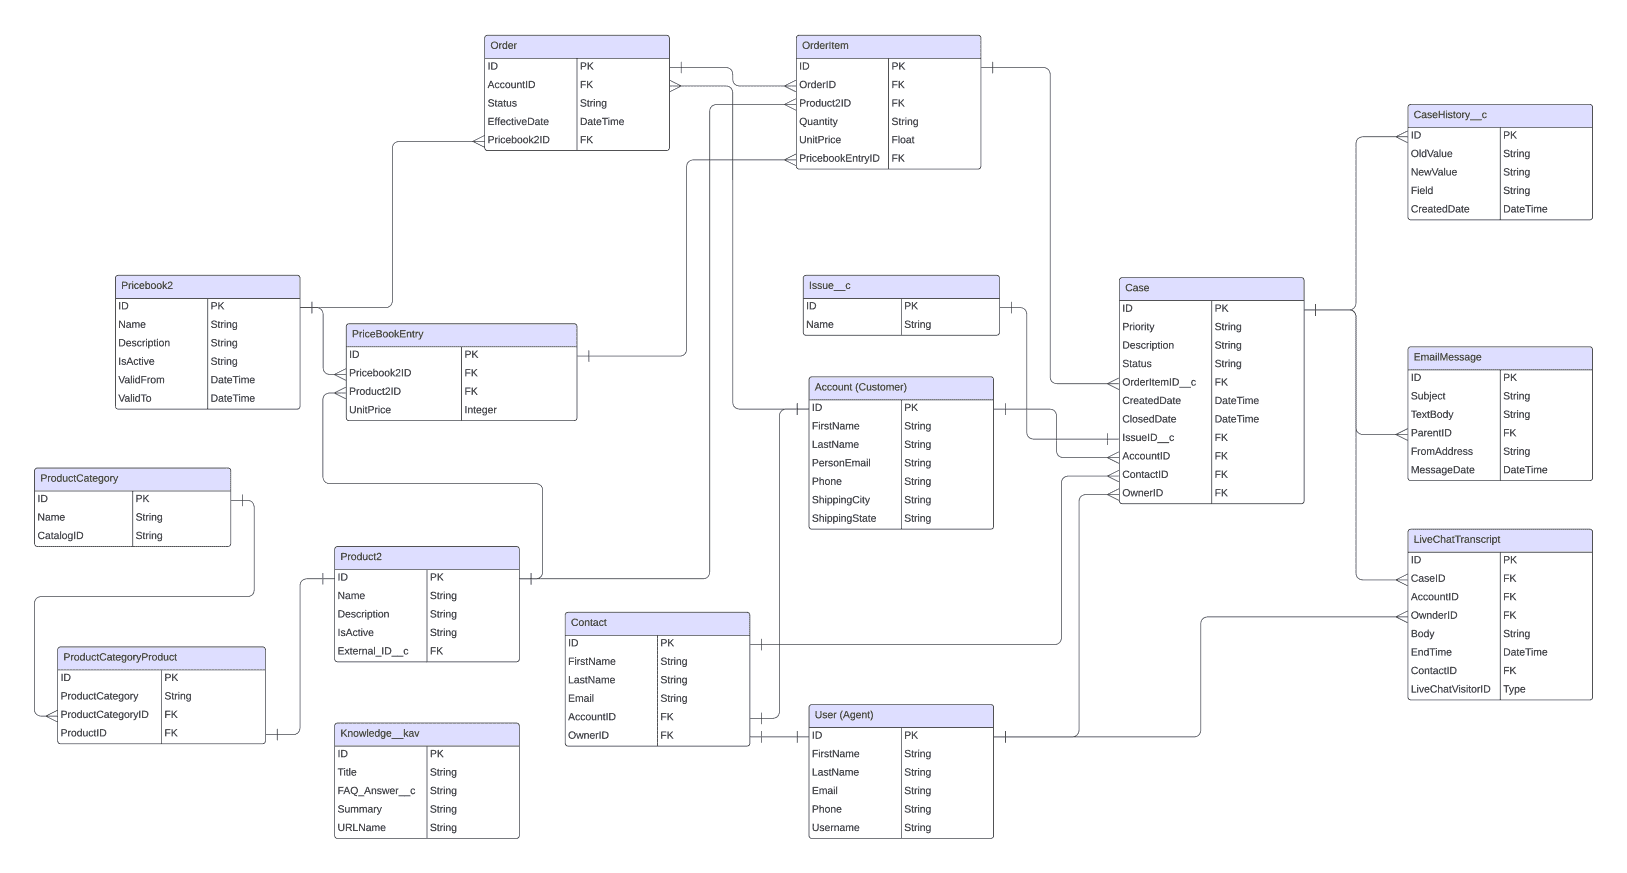 Order
ID PK
AccountID FK
Status String
EffectiveDate DateTime
Pricebook2ID FK
OrderItem
ID PK
OrderID FK
Product2ID FK
Quantity String
UnitPrice Float
PricebookEntryID FK
CaseHistory__c
ID PK
OldValue String
NewValue String
Field String
CreatedDate DateTime
Pricebook2
ID PK
Name String
Description String
IsActive String
ValidFrom DateTime
ValidTo DateTime
PriceBookEntry
ID PK
Pricebook2ID FK
Product2ID FK
UnitPrice Integer
Issue__c
ID PK
Name String
Account (Customer)
ID PK
FirstName String
LastName String
PersonEmail String
Phone String
ShippingCity String
ShippingState String
Case
ID PK
Priority String
Description String
Status String
OrderItemID__c FK
CreatedDate DateTime
ClosedDate DateTime
IssueID__c FK
AccountID FK
ContactID FK
OwnerID FK
EmailMessage
ID PK
Subject String
TextBody String
ParentID FK
FromAddress String
MessageDate DateTime
ProductCategory
ID PK
Name String
CatalogID String
Product2
ID PK
Name String
Description String
IsActive String
External_ID__c FK
LiveChatTranscript
ID PK
CaseID FK
AccountID FK
OwnderID FK
Body String
EndTime DateTime
ContactID FK
LiveChatVisitorID Type
Contact
ID PK
FirstName String
LastName String
Email String
AccountID FK
OwnerID FK
ProductCategoryProduct
ID PK
ProductCategory String
ProductCategoryID FK
ProductID FK
Knowledge__kav
ID PK
Title String
FAQ_Answer__c String
Summary String
URLName String
User (Agent)
ID PK
FirstName String
LastName String
Email String
Phone String
Username String